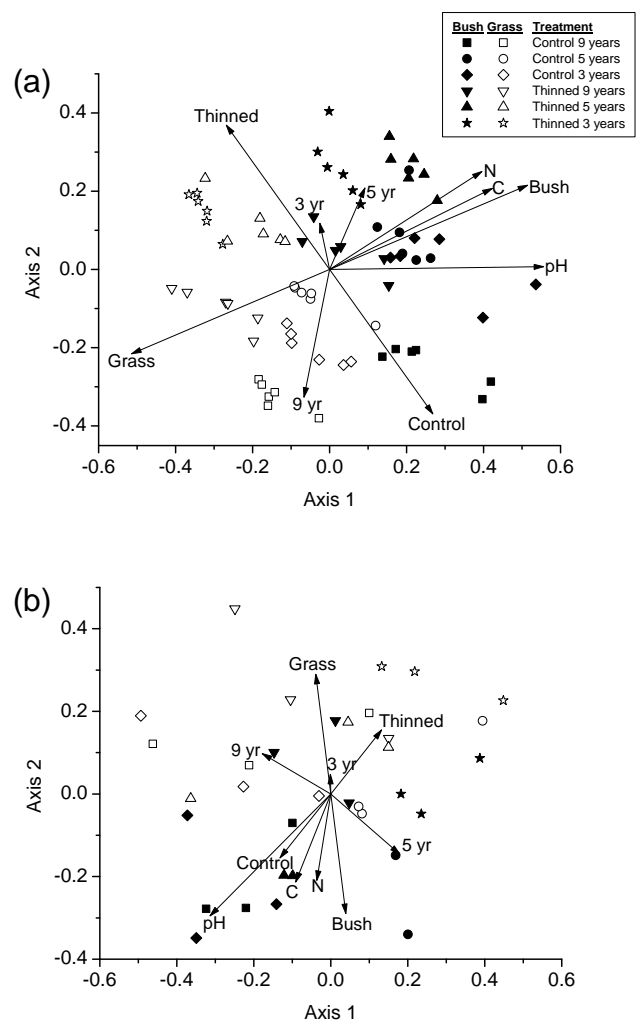 Bush Grass Treatment
Control 9 years
Control 5 years
Control 3 years
Thinned 9 years
Thinned 5 years
Thinned 3 years
(a)
0.4
0.2
0.0
-0.2
-0.4
Axis 2
Thinned
3 yr
5 yr
N
C
Bush
pH
Grass
9 yr
Control
-0.6 -0.4 -0.2 0.0 0.2 0.4 0.6
Axis 1
(b)
0.4
0.2
0.0
-0.2
-0.4
Axis 2
Grass
Thinned
9 yr
3 yr
5 yr
Control
C
N
pH
Bush
-0.6 -0.4 -0.2 0.0 0.2 0.4 0.6
Axis 1